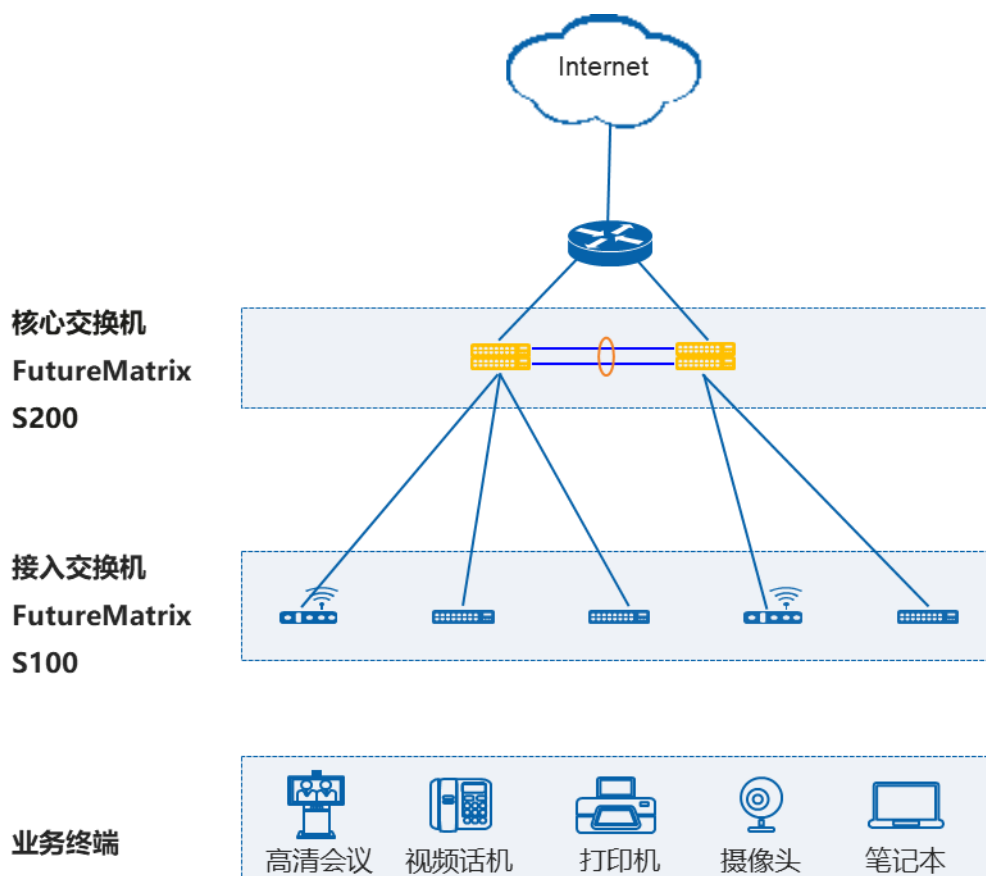 Internet
核心交换机
FutureMatrix
S200
接入交换机
FutureMatrix
S100
业务终端
高清会议 视频话机 打印机 摄像头 笔记本